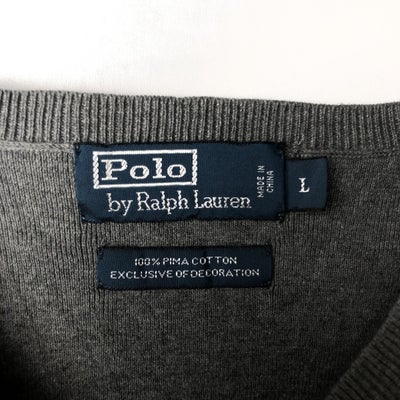 Polo
by Ralph Lauren
MADE IN
CHINA
L
100% PIMA COTTON
EXCLUSIVE OF DECORATION